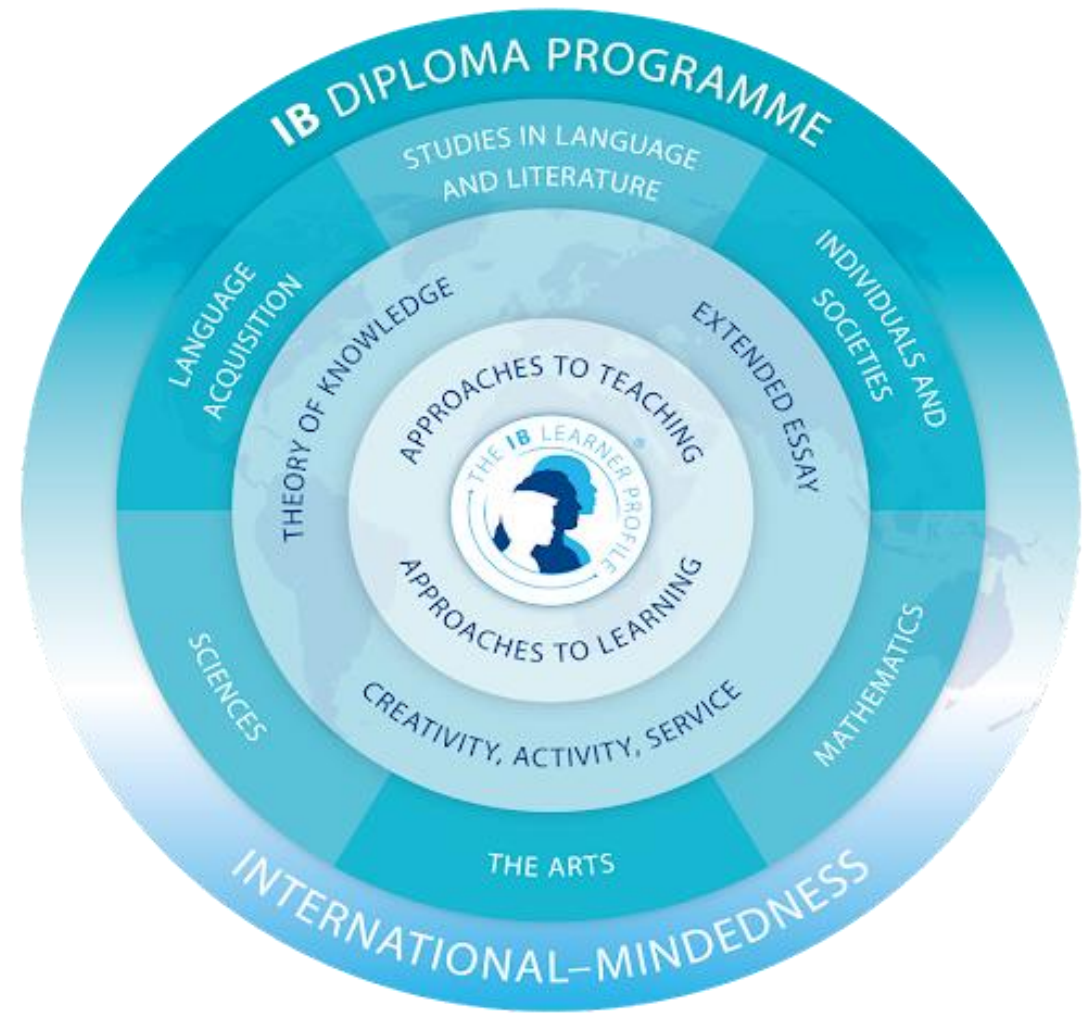 IB DIPLOMA PROGRAMME
STUDIES IN LANGUAGE
AND LITERATURE
LANGUAGE
ACQUISITION
INDIVIDUALS AND
SOCIETIES
THEORY OF KNOWLEDGE
EXTENDED ESSAY
APPROACHES TO TEACHING
THE IB LEARNER PROFILE®
APPROACHES TO LEARNING
CREATIVITY, ACTIVITY, SERVICE
SCIENCES
MATHEMATICS
THE ARTS
INTERNATIONAL–MINDEDNESS